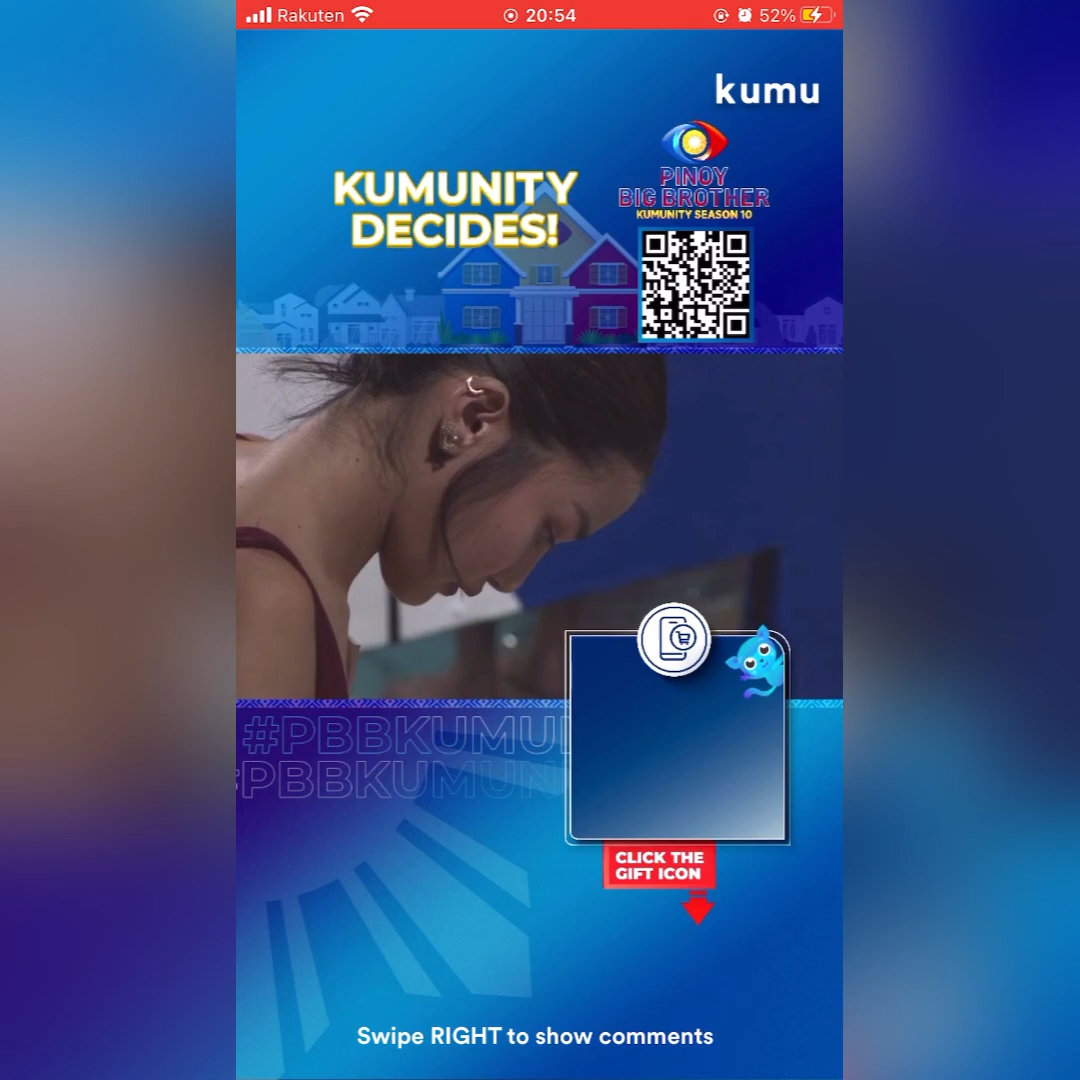 Rakuten 20:54 52%
kumu
KUMUNITY
DECIDES!
PINOY
BIG BROTHER
KUMUNITY SEASON 10
#PBBKUMU
#PBBKUMUN
CLICK THE
GIFT ICON
Swipe RIGHT to show comments